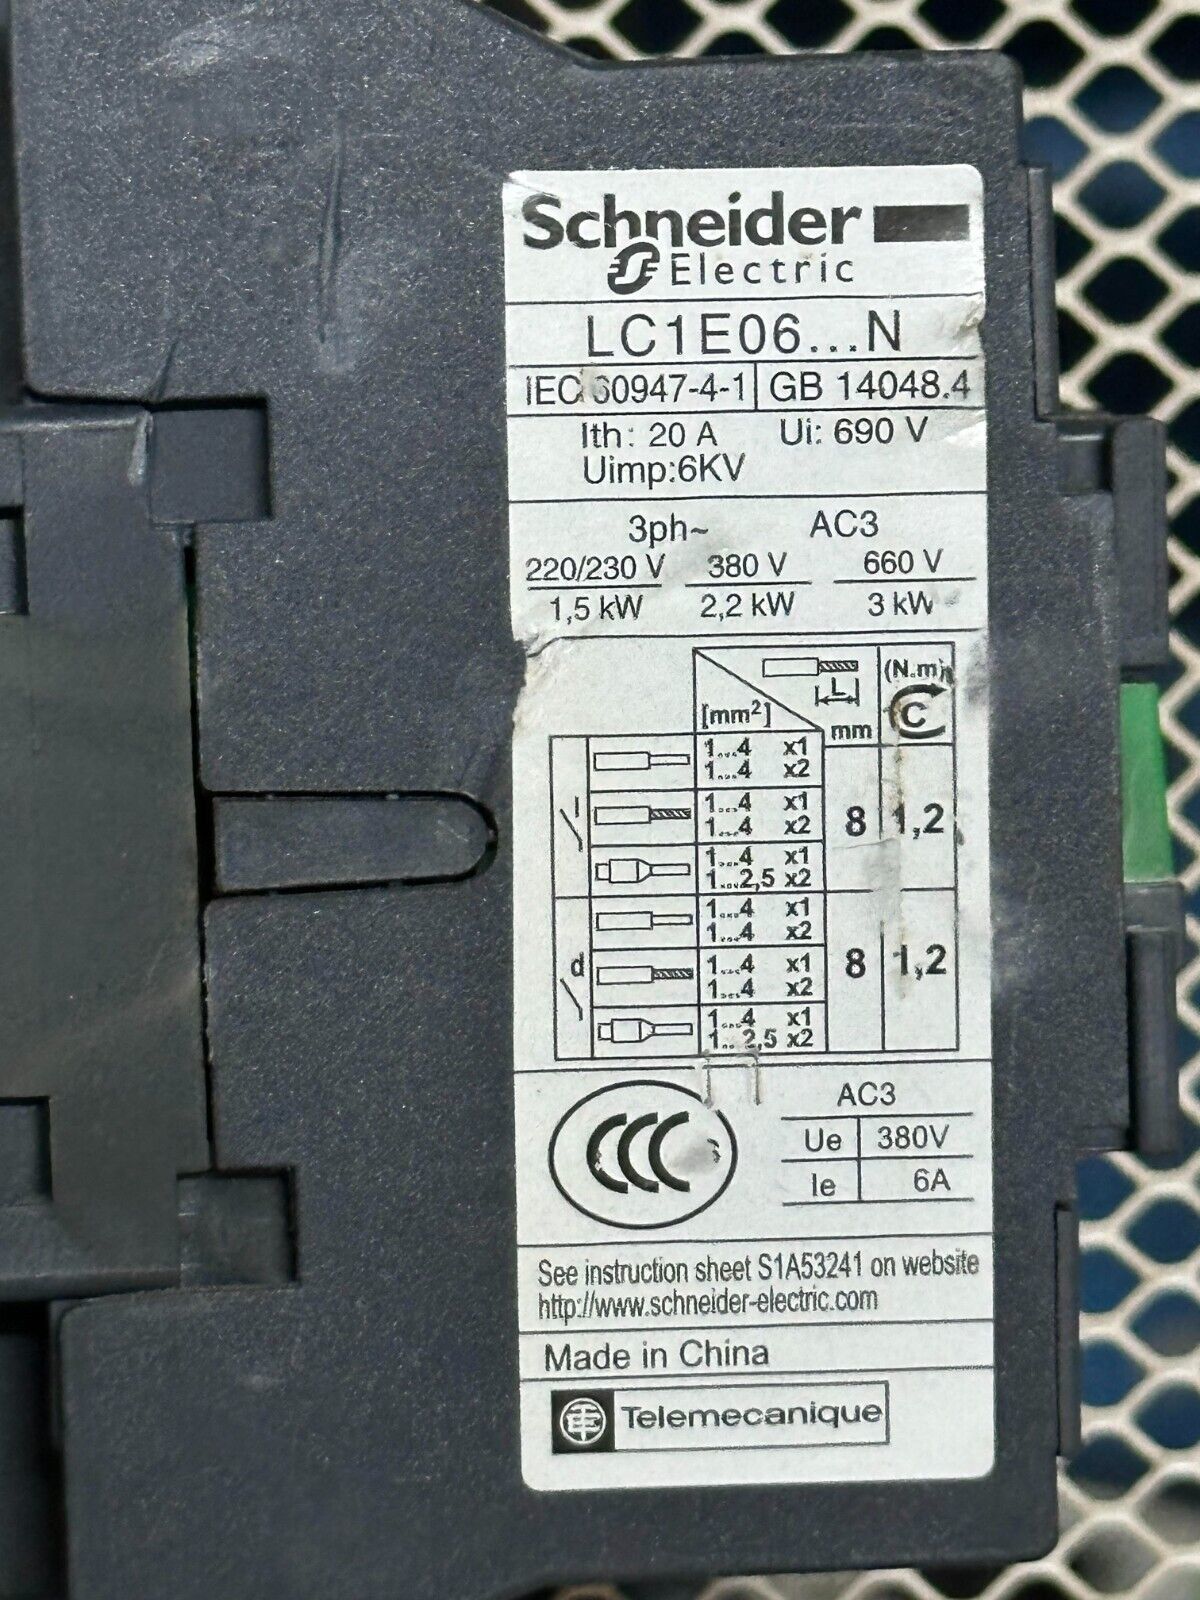 Schneider
Electric
LC1E06...N
IEC 60947-4-1 GB 14048.4
Ith: 20 A Ui: 690 V
Uimp:6KV
3ph~ AC3
220/230 V 380 V 660 V
1,5 kW 2,2 kW 3 kW
L (N.m)
[mm²] mm C
1...4 x1
1...4 x2
1...4 x1
1...4 x2
8 1,2
1...4 x1
1...2,5 x2
1...4 x1
1...4 x2
d 1...4 x1
1...4 x2
8 1,2
1...4 x1
1...2,5 x2
CCC
AC3
Ue 380V
Ie 6A
See instruction sheet S1A53241 on website
http://www.schneider-electric.com
Made in China
Telemecanique